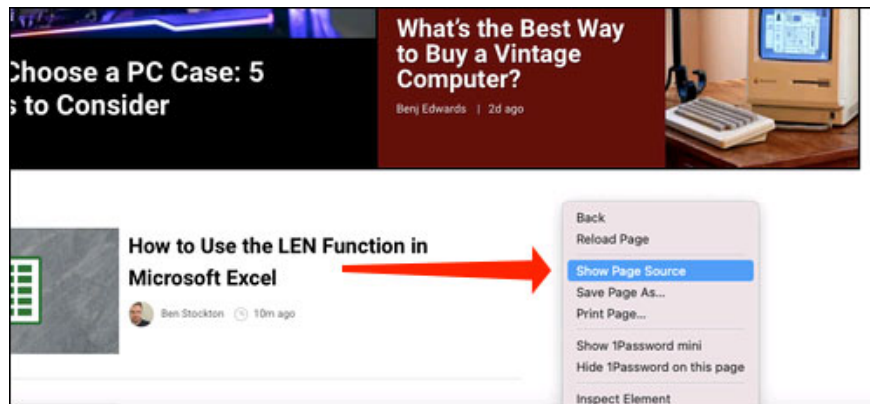 What's the Best Way
to Buy a Vintage
Computer?
Benj Edwards | 2d ago
Choose a PC Case: 5
to Consider
How to Use the LEN Function in
Microsoft Excel
Ben Stockton 10m ago
Back
Reload Page
Show Page Source
Save Page As...
Print Page...
Show 1Password mini
Hide 1Password on this page
Inspect Element